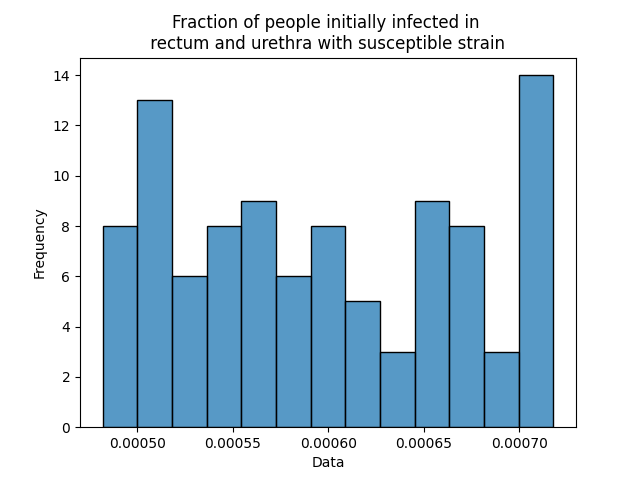 Fraction of people initially infected in
rectum and urethra with susceptible strain
14
12
10
8
6
4
2
0
Frequency
0.00050 0.00055 0.00060 0.00065 0.00070
Data